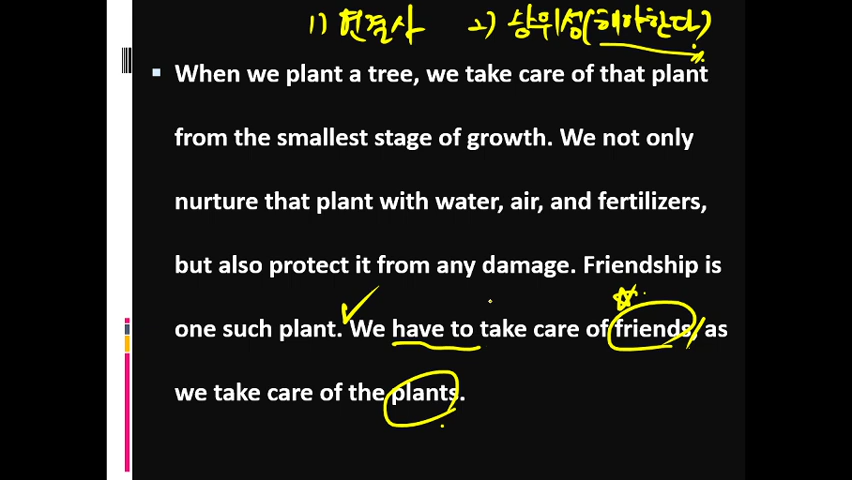 1) 연결사 2) 상위성(해야한다)
When we plant a tree, we take care of that plant
from the smallest stage of growth. We not only
nurture that plant with water, air, and fertilizers,
but also protect it from any damage. Friendship is
one such plant. We have to take care of friends, as
we take care of the plants.